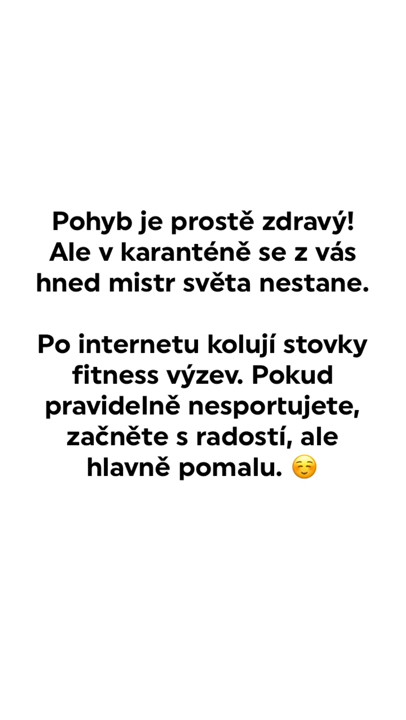 Pohyb je prostě zdravý!
Ale v karanténě se z vás
hned mistr světa nestane.
Po internetu kolují stovky
fitness výzev. Pokud
pravidelně nesportujete,
začněte s radostí, ale
hlavně pomalu. ☺️